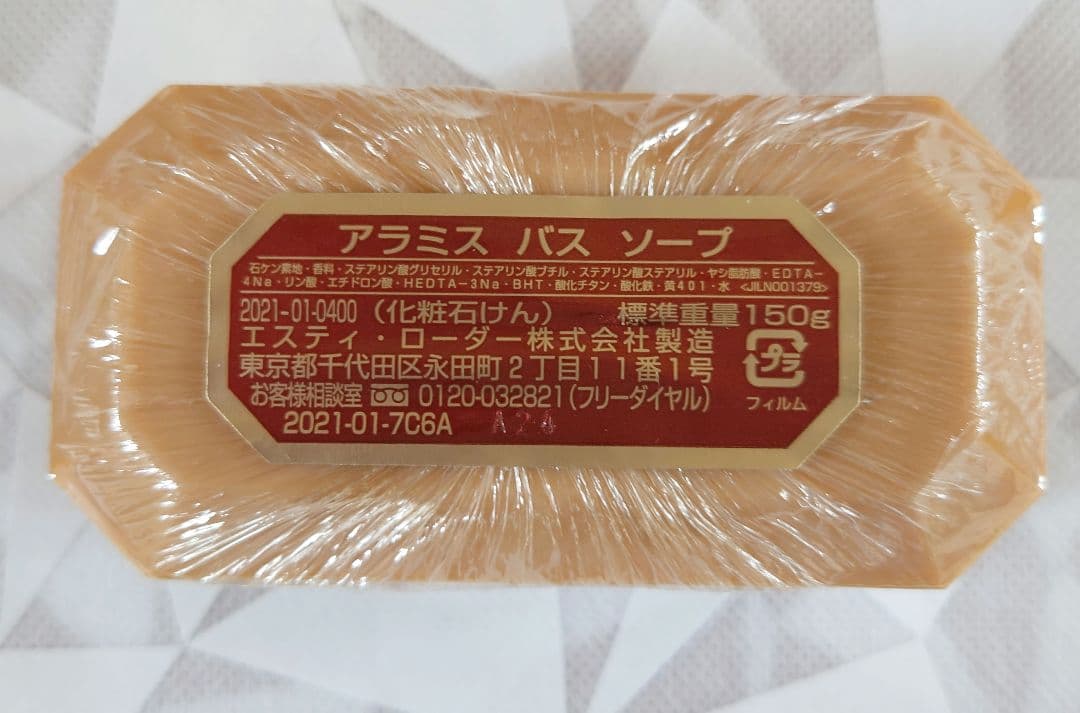 アラミス バス ソープ
石ケン素地・香料・ステアリン酸グリセリル・ステアリン酸ブチル・ステアリン酸ステアリル・ヤシ脂肪酸・EDTA-
4Na・リン酸・エチドロン酸・HEDTA-3Na・BHT・酸化チタン・酸化鉄・黄401・水 <JILN001379>
2021-01-0400 (化粧石けん) 標準重量150g
エスティ・ローダー株式会社製造
東京都千代田区永田町2丁目11番1号
お客様相談室 0120-032821(フリーダイヤル)
2021-01-7C6A A24
プラ
フィルム